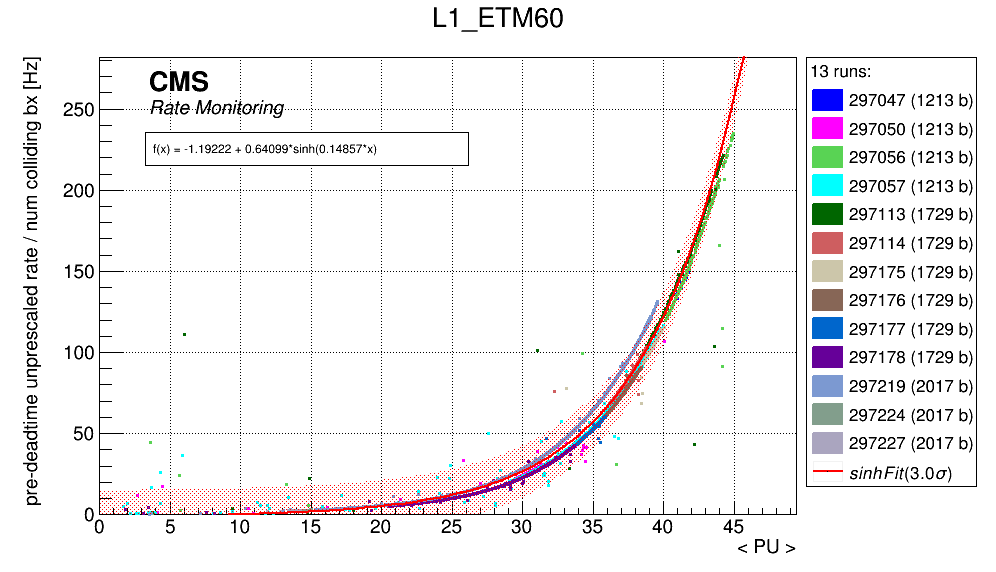 L1_ETM60
pre-deadtime unprescaled rate / num colliding bx [Hz]
CMS
Rate Monitoring
f(x) = -1.19222 + 0.64099*sinh(0.14857*x)
250
200
150
100
50
0
0 5 10 15 20 25 30 35 40 45
< PU >
13 runs:
297047 (1213 b)
297050 (1213 b)
297056 (1213 b)
297057 (1213 b)
297113 (1729 b)
297114 (1729 b)
297175 (1729 b)
297176 (1729 b)
297177 (1729 b)
297178 (1729 b)
297219 (2017 b)
297224 (2017 b)
297227 (2017 b)
sinhFit(3.0σ)